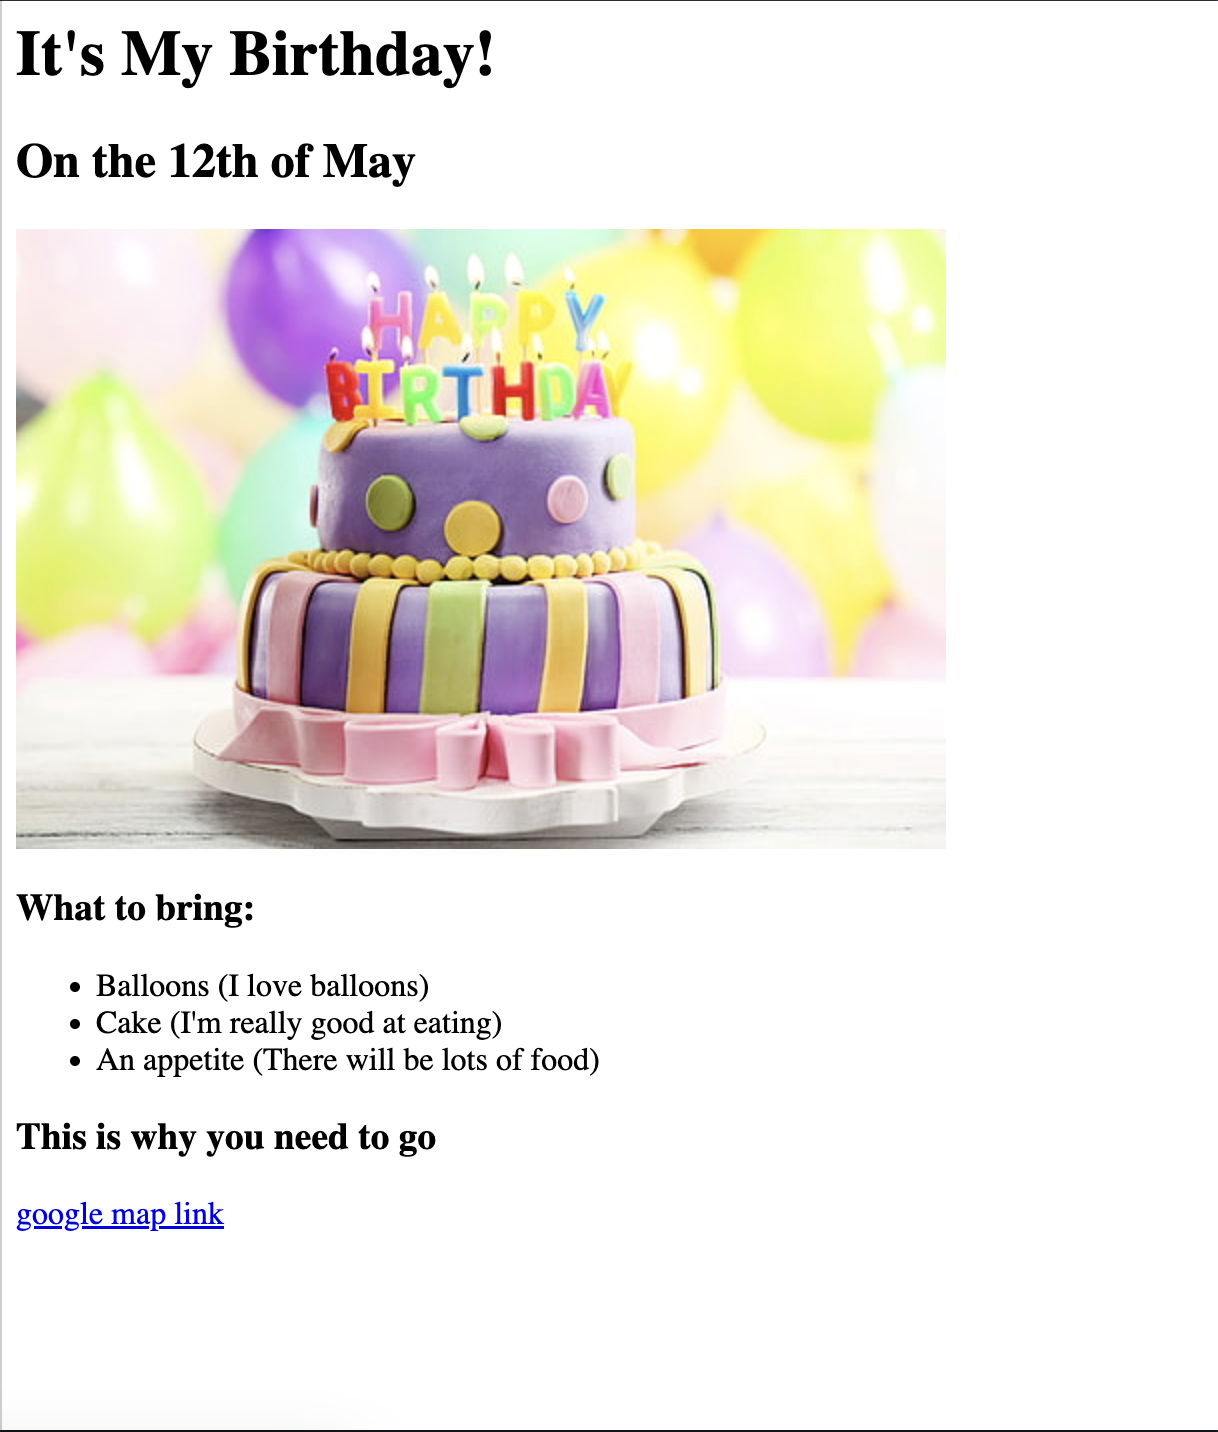 It's My Birthday!
On the 12th of May
HAPPY
BIRTHDAY
What to bring:
Balloons (I love balloons)
Cake (I'm really good at eating)
An appetite (There will be lots of food)
This is why you need to go
google map link